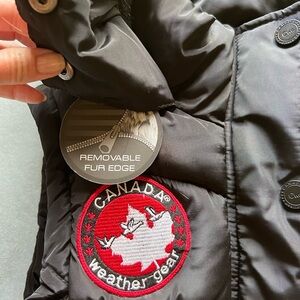 REMOVABLE
FUR EDGE
CANADA®
weather gear